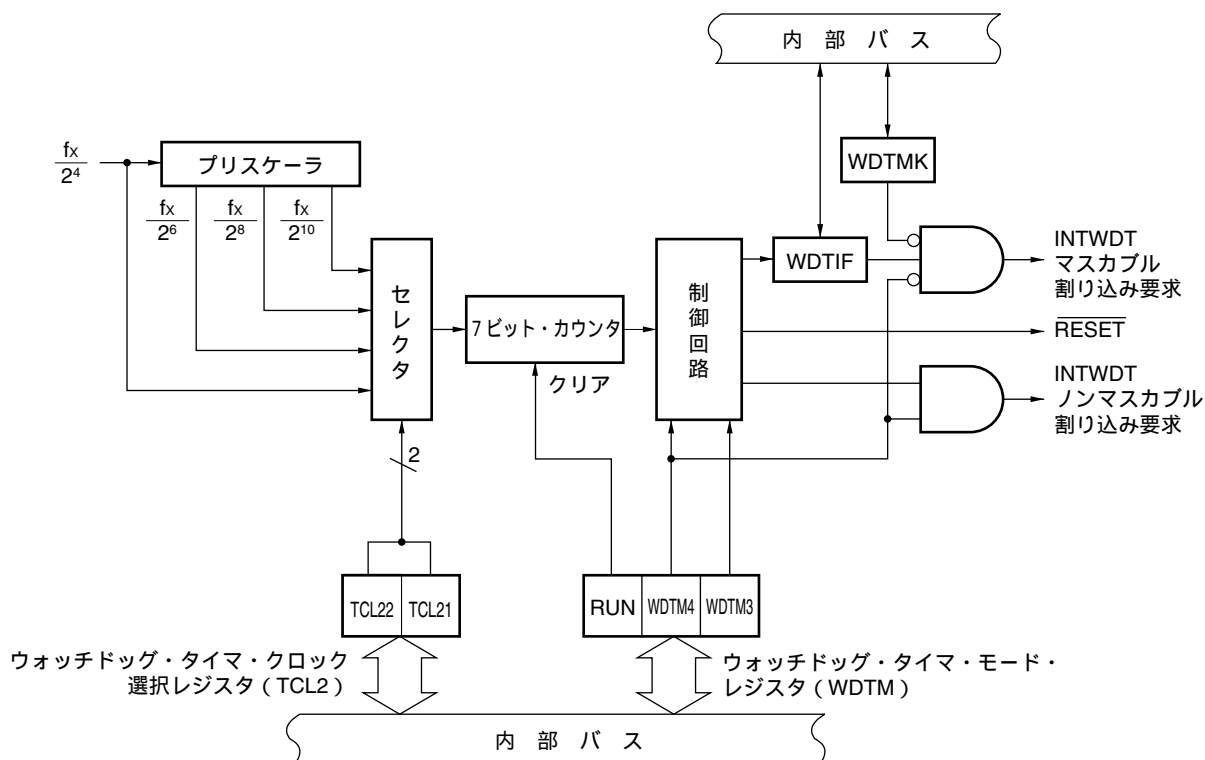 内 部 バ ス
fX
2⁴
プリスケーラ
WDTMK
fX
2⁶
fX
2⁸
fX
2¹⁰
セレクタ
7ビット・カウンタ
クリア
制御回路
WDTIF
INTWDT
マスカブル
割り込み要求
RESET
INTWDT
ノンマスカブル
割り込み要求
2
TCL22
TCL21
RUN
WDTM4
WDTM3
ウォッチドッグ・タイマ・クロック
選択レジスタ（TCL2）
ウォッチドッグ・タイマ・モード・
レジスタ（WDTM）
内 部 バ ス